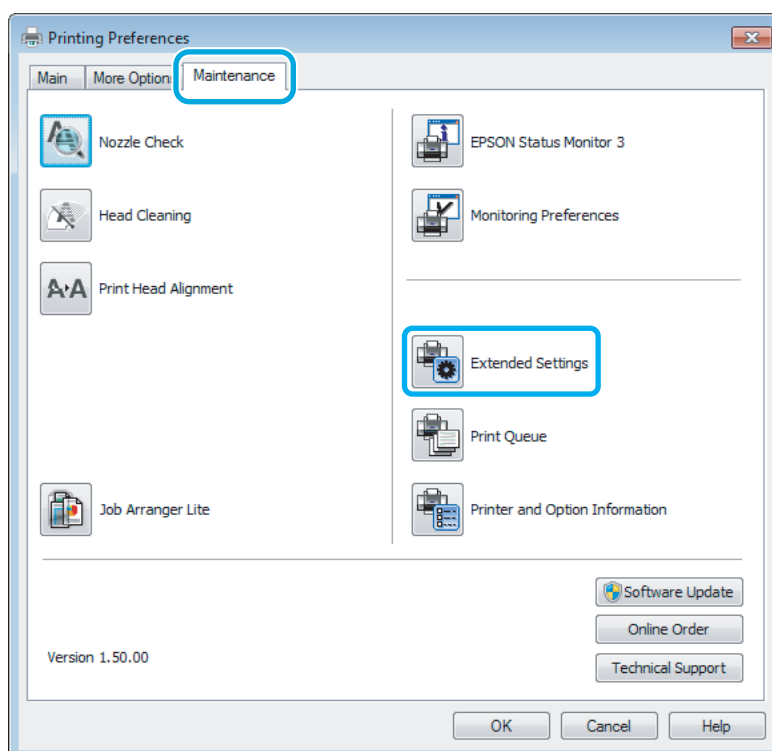 Printing Preferences
Main
More Option
Maintenance
Nozzle Check
Head Cleaning
A A Print Head Alignment
Job Arranger Lite
EPSON Status Monitor 3
Monitoring Preferences
Extended Settings
Print Queue
Printer and Option Information
Software Update
Online Order
Version 1.50.00
Technical Support
OK
Cancel
Help